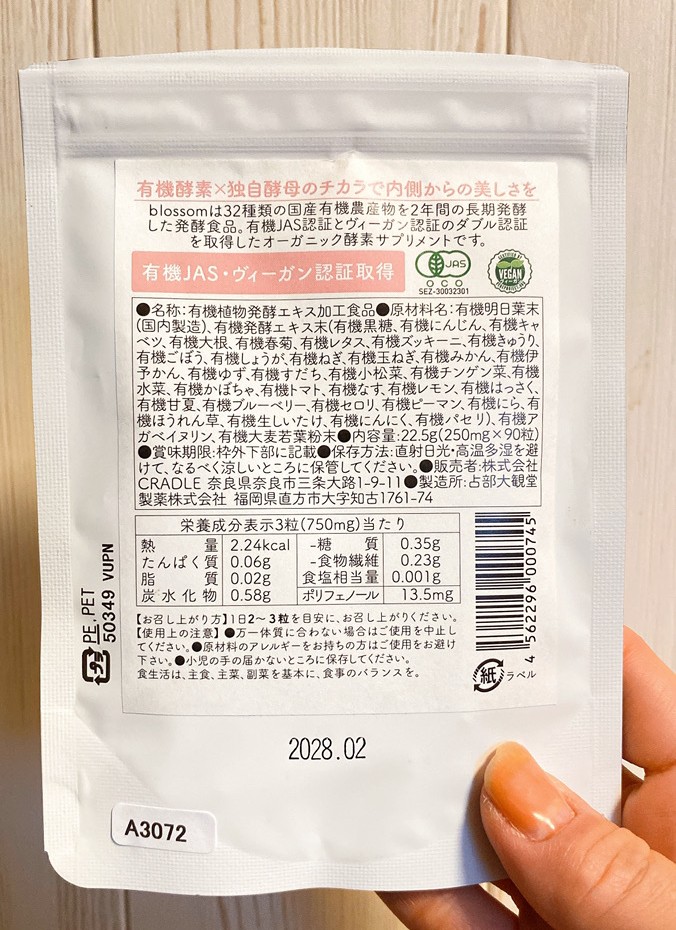 有機酵素×独自酵母のチカラで内側からの美しさを
blossomは32種類の国産有機農産物を2年間の長期発酵
した発酵食品。有機JAS認証とヴィーガン認証のダブル認証
を取得したオーガニック酵素サプリメントです。
有機JAS・ヴィーガン認証取得
JAS
OCO
SEZ-30032301
CERTIFIED BY
VEGAN
ヴィーガン
●名称:有機植物発酵エキス加工食品●原材料名:有機明日葉末
(国内製造)、有機発酵エキス末(有機黒糖、有機にんじん、有機キャ
ベツ、有機大根、有機春菊、有機レタス、有機ズッキーニ、有機きゅうり、
有機ごぼう、有機しょうが、有機ねぎ、有機玉ねぎ、有機みかん、有機伊
予かん、有機ゆず、有機すだち、有機小松菜、有機チンゲン菜、有機
水菜、有機かぼちゃ、有機トマト、有機なす、有機レモン、有機はっさく、
有機甘夏、有機ブルーベリー、有機セロリ、有機ピーマン、有機にら、有機
ほうれん草、有機生しいたけ、有機にんにく、有機パセリ)、有機ア
ガベイヌリン、有機大麦若葉粉末●内容量:22.5g(250mg×90粒)
●賞味期限:枠外下部に記載●保存方法:直射日光・高温多湿を避
けて、なるべく涼しいところに保管してください。●販売者:株式会社
CRADLE 奈良県奈良市三条大路1-9-11●製造所:占部大観堂
製薬株式会社 福岡県直方市大字知古1761-74
栄養成分表示3粒(750mg)当たり
熱量 2.24kcal -糖質 0.35g
たんぱく質 0.06g -食物繊維 0.23g
脂質 0.02g 食塩相当量 0.001g
炭水化物 0.58g ポリフェノール 13.5mg
【お召し上がり方】1日2〜3粒を目安に、お召し上がりください。
【使用上の注意】●万一体質に合わない場合はご使用を中止し
てください。●原材料のアレルギーをお持ちの方はご使用をお避け
下さい。●小児の手の届かないところに保存してください。
食生活は、主食、主菜、副菜を基本に、食事のバランスを。
4 562296 000745
紙 ラベル
プラ
PE,PET
50349 VUPN
2028.02
A3072